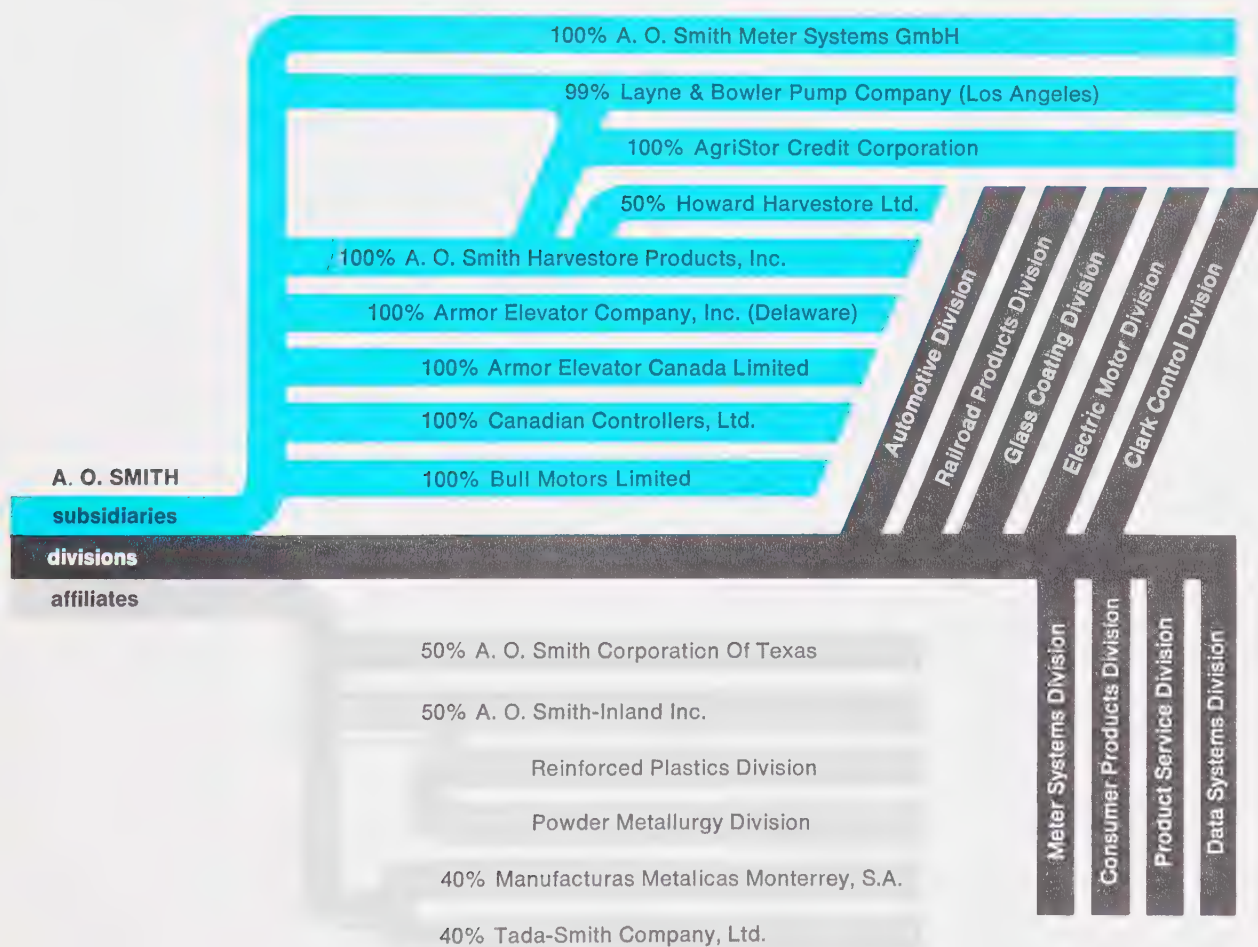 100% A. O. Smith Meter Systems GmbH
99% Layne & Bowler Pump Company (Los Angeles)
100% AgriStor Credit Corporation
50% Howard Harvestore Ltd.
100% A. O. Smith Harvestore Products, Inc.
100% Armor Elevator Company, Inc. (Delaware)
100% Armor Elevator Canada Limited
100% Canadian Controllers, Ltd.
100% Bull Motors Limited
Automotive Division
Railroad Products Division
Glass Coating Division
Electric Motor Division
Clark Control Division
A. O. SMITH
subsidiaries
divisions
affiliates
50% A. O. Smith Corporation Of Texas
50% A. O. Smith-Inland Inc.
Reinforced Plastics Division
Powder Metallurgy Division
40% Manufacturas Metalicas Monterrey, S.A.
40% Tada-Smith Company, Ltd.
Meter Systems Division
Consumer Products Division
Product Service Division
Data Systems Division